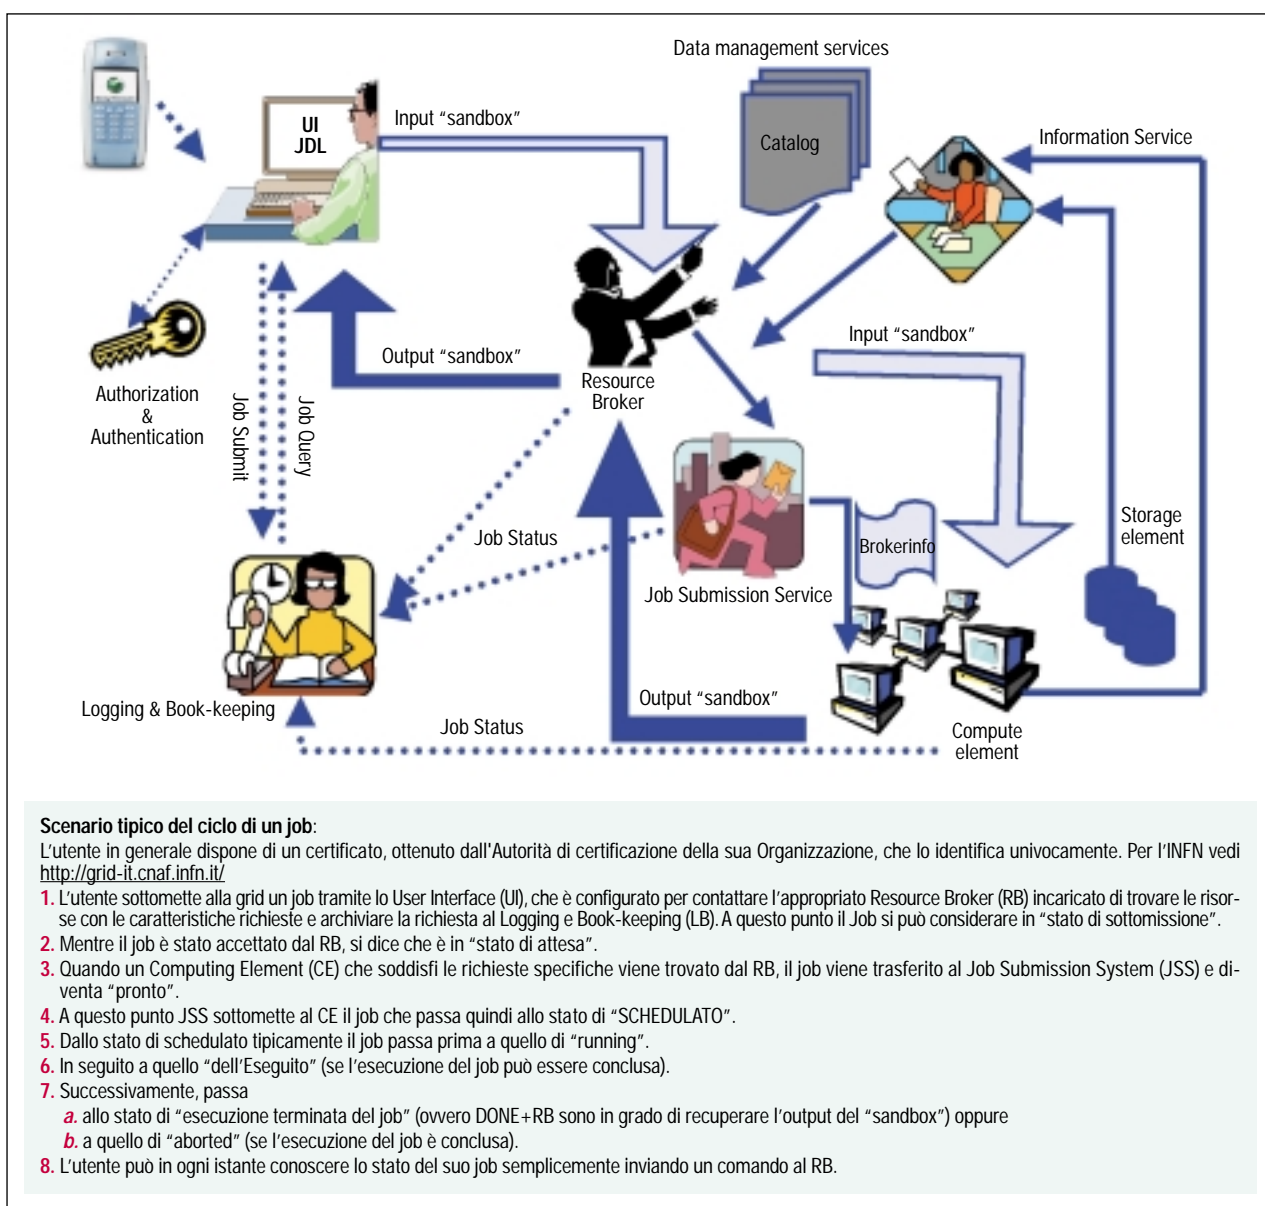 Data management services
UI
JDL
Input “sandbox”
Catalog
Information Service
Input “sandbox”
Output “sandbox”
Resource
Broker
Authorization
&
Authentication
Job Submit
Job Query
Storage
element
Job Status
Brokerinfo
Job Submission Service
Output “sandbox”
Logging & Book-keeping
Job Status
Compute
element
Scenario tipico del ciclo di un job:
L’utente in generale dispone di un certificato, ottenuto dall'Autorità di certificazione della sua Organizzazione, che lo identifica univocamente. Per l’INFN vedi
http://grid-it.cnaf.infn.it/
1. L’utente sottomette alla grid un job tramite lo User Interface (UI), che è configurato per contattare l’appropriato Resource Broker (RB) incaricato di trovare le risor-
se con le caratteristiche richieste e archiviare la richiesta al Logging e Book-keeping (LB). A questo punto il Job si può considerare in “stato di sottomissione”.
2. Mentre il job è stato accettato dal RB, si dice che è in “stato di attesa”.
3. Quando un Computing Element (CE) che soddisfi le richieste specifiche viene trovato dal RB, il job viene trasferito al Job Submission System (JSS) e di-
venta “pronto”.
4. A questo punto JSS sottomette al CE il job che passa quindi allo stato di “SCHEDULATO”.
5. Dallo stato di schedulato tipicamente il job passa prima a quello di “running”.
6. In seguito a quello “dell’Eseguito” (se l’esecuzione del job può essere conclusa).
7. Successivamente, passa
a. allo stato di “esecuzione terminata del job” (ovvero DONE+RB sono in grado di recuperare l’output del “sandbox”) oppure
b. a quello di “aborted” (se l’esecuzione del job è conclusa).
8. L’utente può in ogni istante conoscere lo stato del suo job semplicemente inviando un comando al RB.